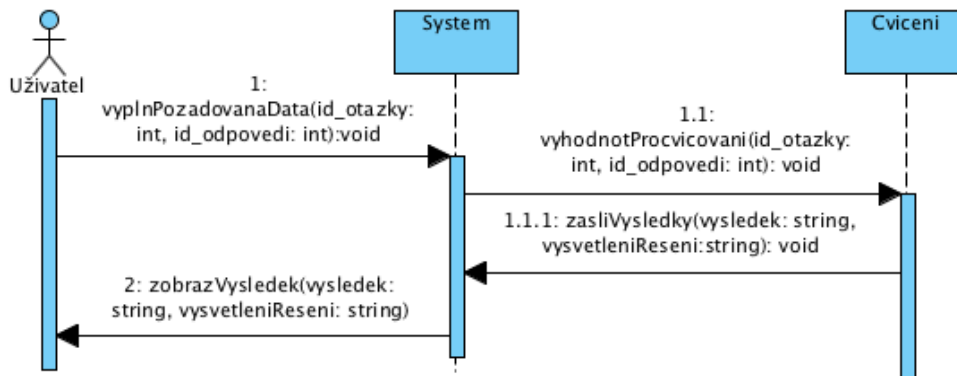 System
Cviceni
Uživatel
1:
vyplnPozadovanaData(id_otazky:
int, id_odpovedi: int):void
1.1:
vyhodnotProcvicovani(id_otazky:
int, id_odpovedi: int): void
1.1.1: zasliVysledky(vysledek: string,
vysvetleniReseni:string): void
2: zobrazVysledek(vysledek:
string, vysvetleniReseni: string)